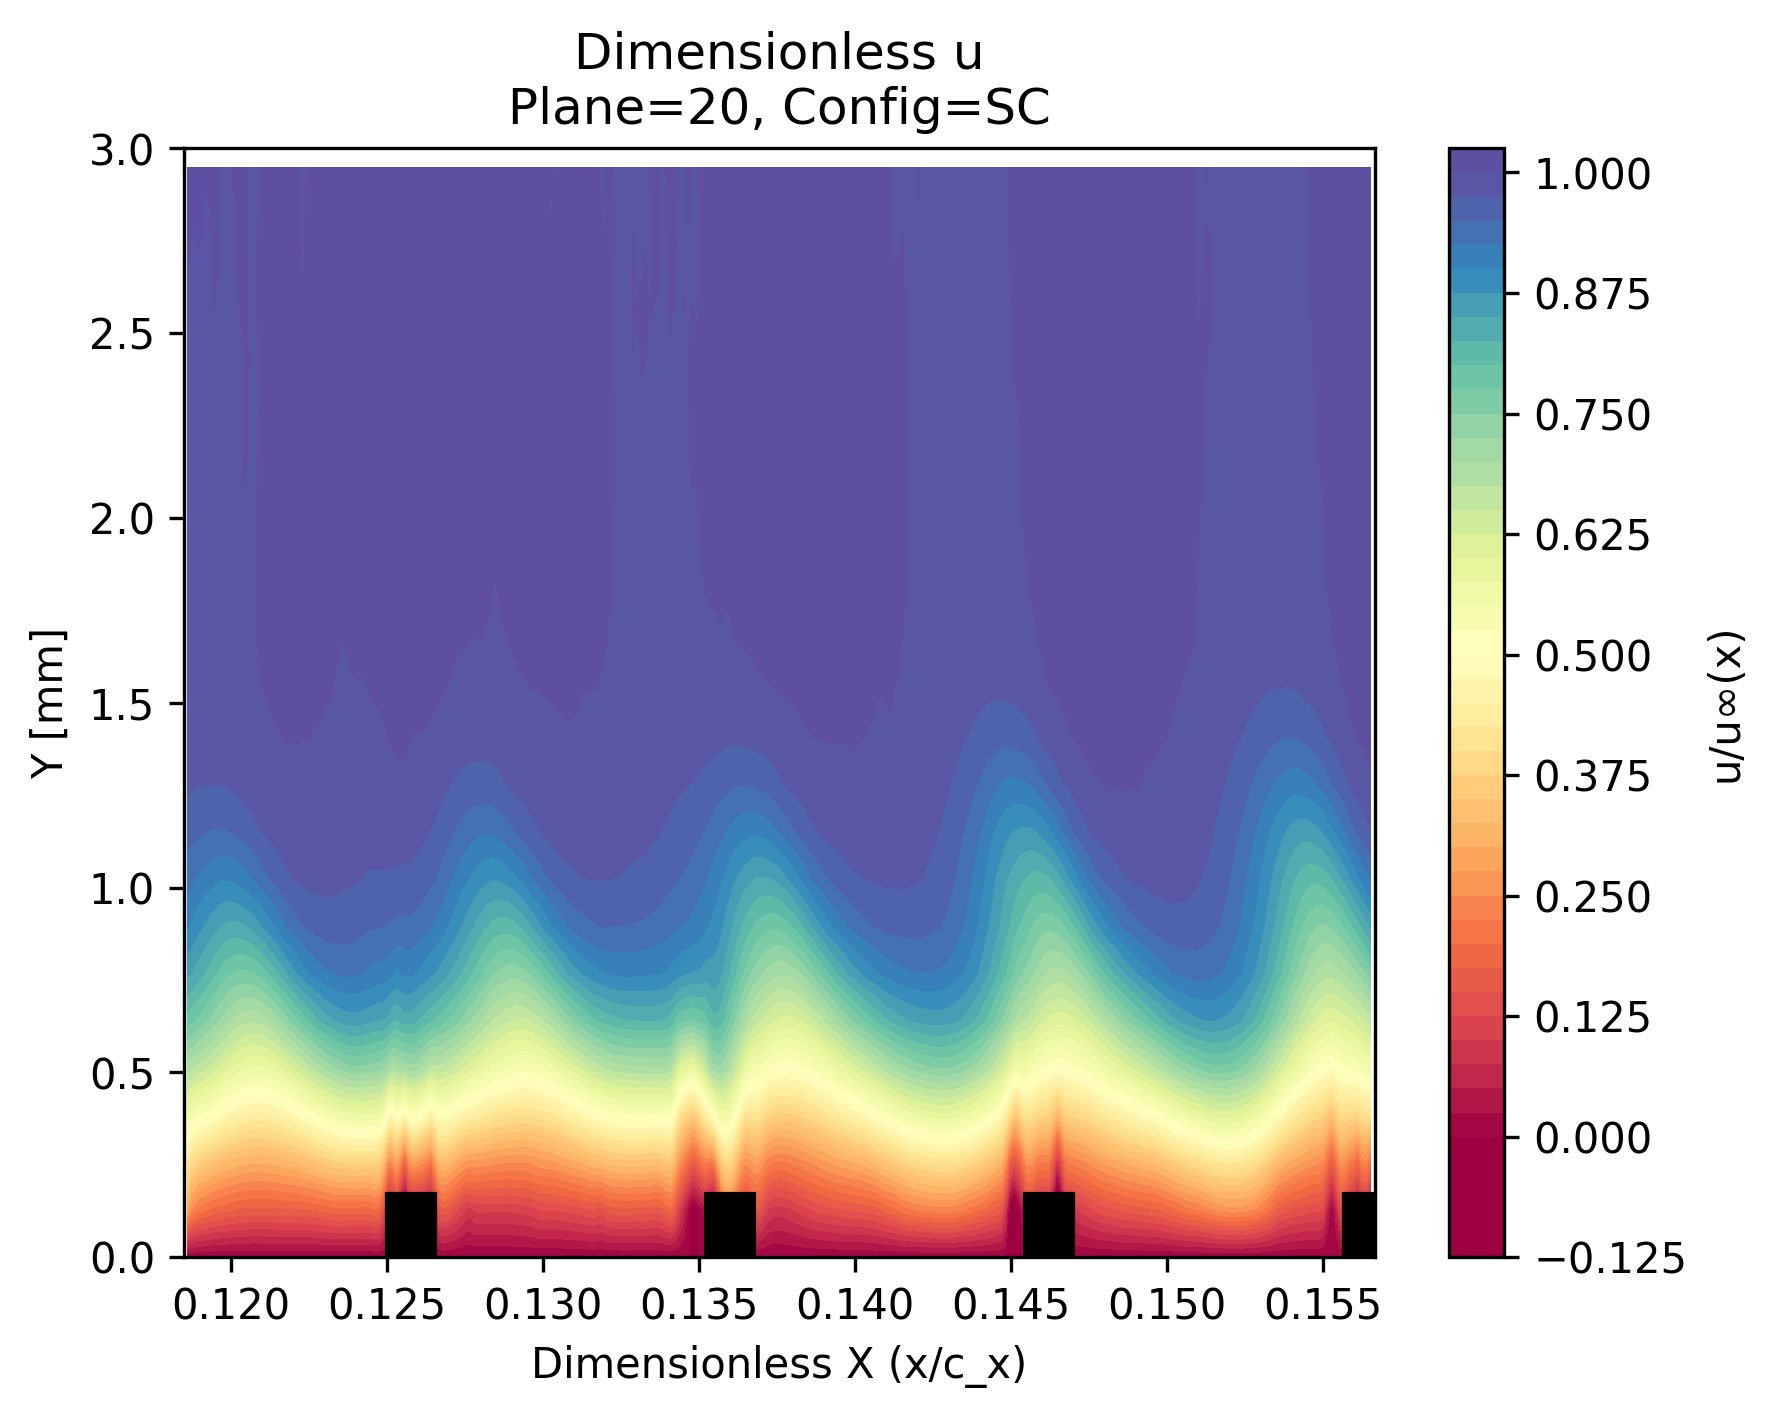 Dimensionless u
Plane=20, Config=SC
3.0
2.5
2.0
1.5
1.0
0.5
0.0
Y [mm]
0.120 0.125 0.130 0.135 0.140 0.145 0.150 0.155
Dimensionless X (x/c_x)
1.000
0.875
0.750
0.625
0.500
0.375
0.250
0.125
0.000
−0.125
u/u∞(x)